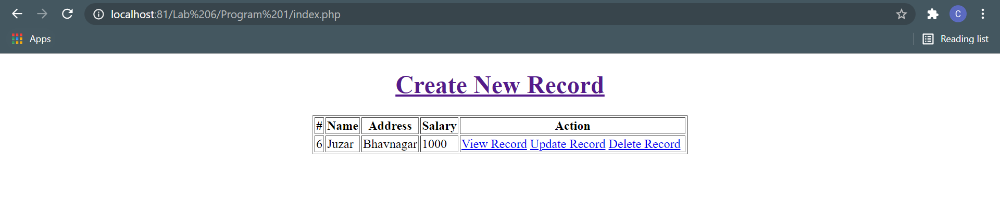 localhost:81/Lab%206/Program%201/index.php
C
Apps
Reading list
Create New Record
# Name Address Salary Action
6 Juzar Bhavnagar 1000 View Record Update Record Delete Record